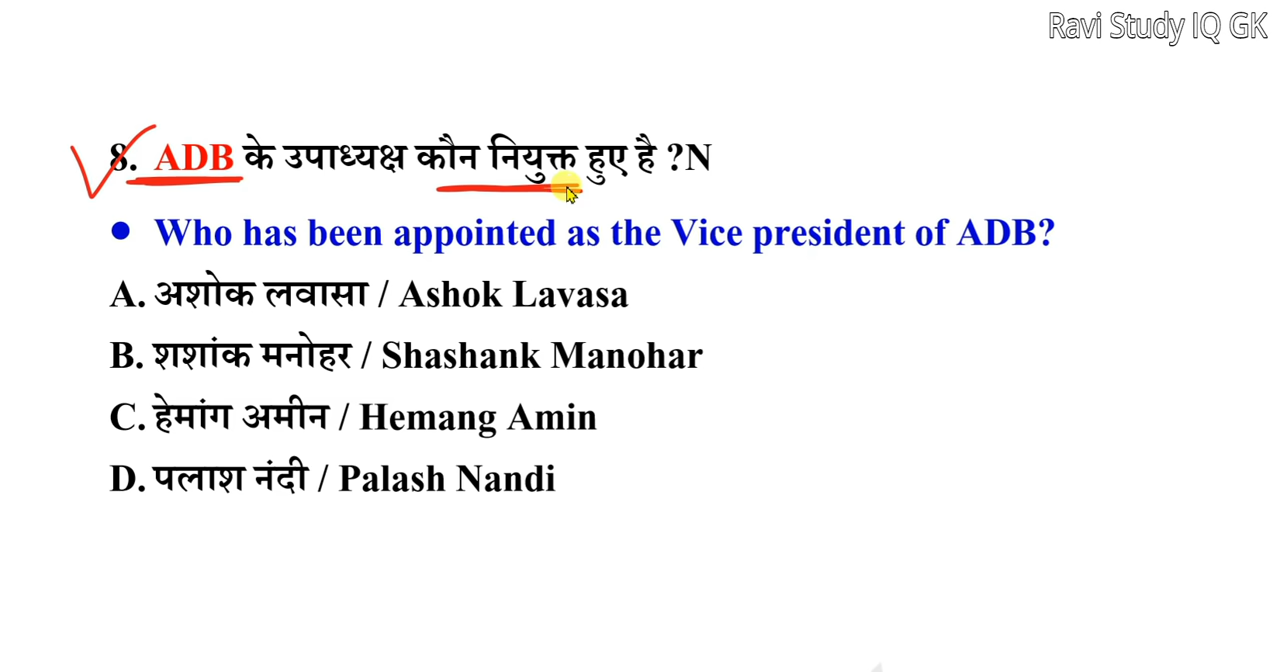 Ravi Study IQ GK
8. ADB के उपाध्यक्ष कौन नियुक्त हुए है ?N
• Who has been appointed as the Vice president of ADB?
A. अशोक लवासा / Ashok Lavasa
B. शशांक मनोहर / Shashank Manohar
C. हेमांग अमीन / Hemang Amin
D. पलाश नंदी / Palash Nandi